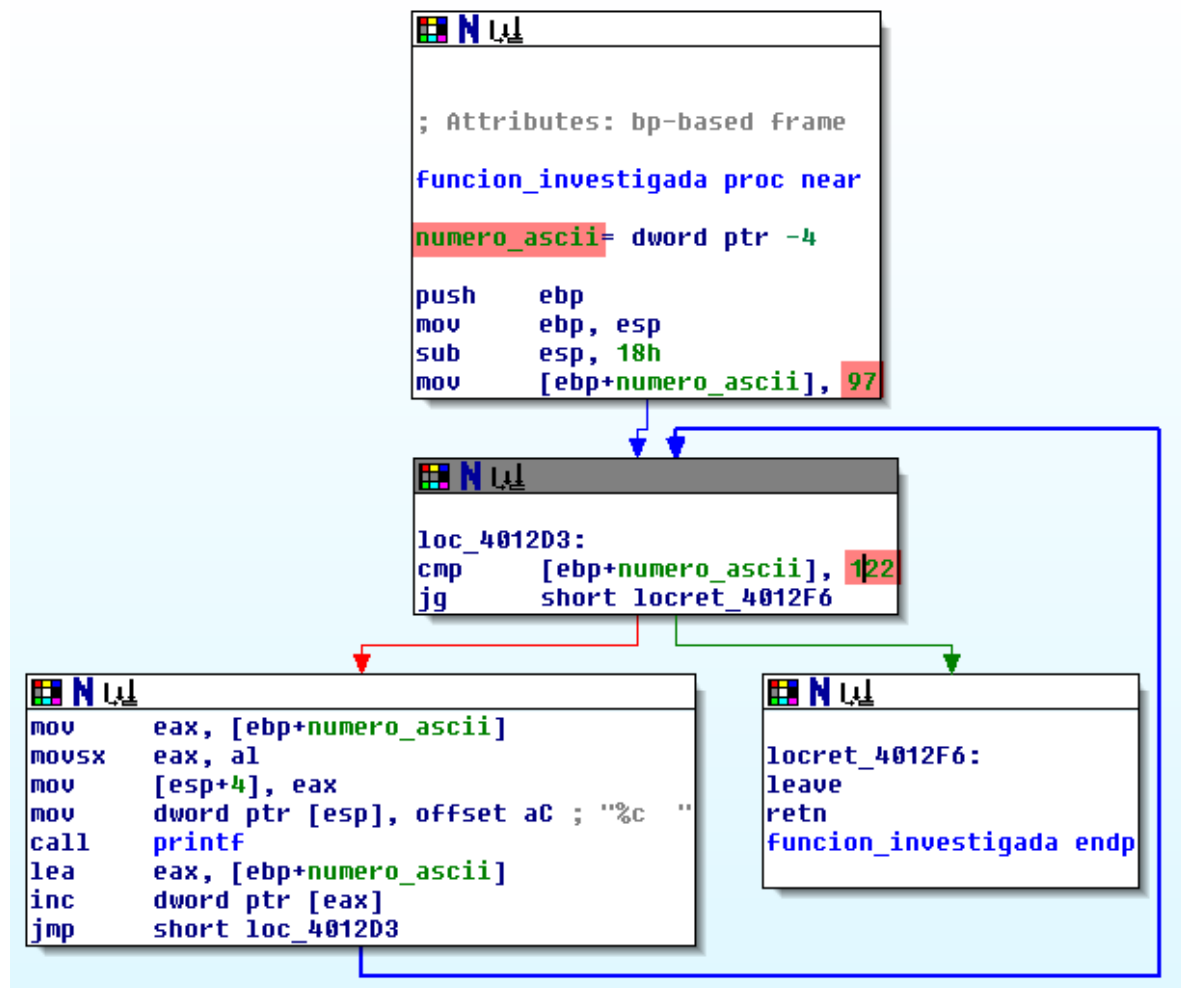 ; Attributes: bp-based frame
funcion_investigada proc near
numero_ascii= dword ptr -4
push ebp
mov ebp, esp
sub esp, 18h
mov [ebp+numero_ascii], 97
loc_4012D3:
cmp [ebp+numero_ascii], 122
jg short locret_4012F6
mov eax, [ebp+numero_ascii]
movsx eax, al
mov [esp+4], eax
mov dword ptr [esp], offset aC ; "%c  "
call printf
lea eax, [ebp+numero_ascii]
inc dword ptr [eax]
jmp short loc_4012D3
locret_4012F6:
leave
retn
funcion_investigada endp